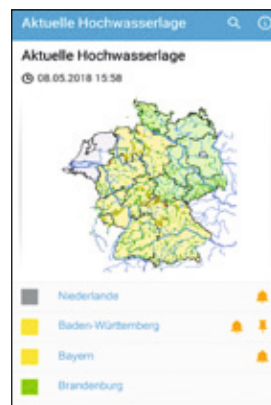 Aktuelle Hochwasserlage
Aktuelle Hochwasserlage
08.05.2018 15:58
Niederlande
Baden-Württemberg
Bayern
Brandenburg